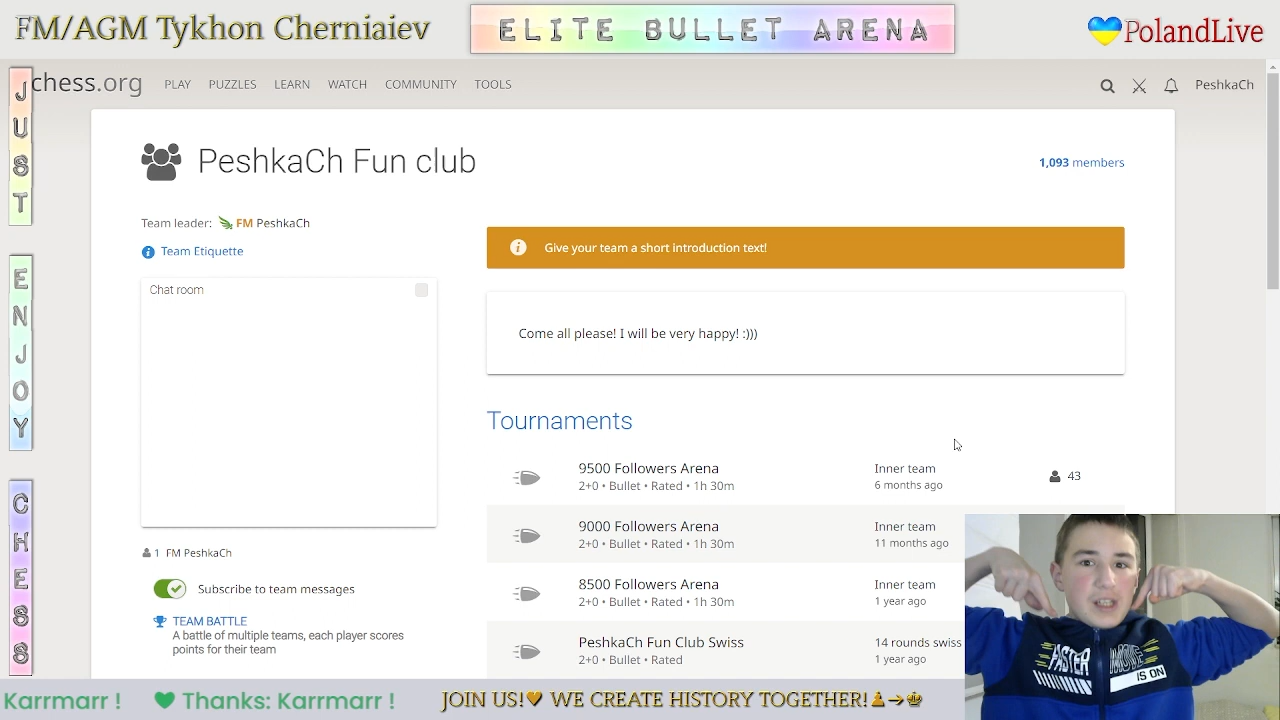 FM/AGM Tykhon Cherniaiev
ELITE BULLET ARENA
PolandLive
JUST
ENJOY
CHESS
chess.org
PLAY PUZZLES LEARN WATCH COMMUNITY TOOLS
PeshkaCh
PeshkaCh Fun club
1,093 members
Team leader: FM PeshkaCh
Team Etiquette
Chat room
1 FM PeshkaCh
Subscribe to team messages
TEAM BATTLE
A battle of multiple teams, each player scores
points for their team
Give your team a short introduction text!
Come all please! I will be very happy! :)))
Tournaments
9500 Followers Arena Inner team
2+0 • Bullet • Rated • 1h 30m 6 months ago 43
9000 Followers Arena Inner team
2+0 • Bullet • Rated • 1h 30m 11 months ago
8500 Followers Arena Inner team
2+0 • Bullet • Rated • 1h 30m 1 year ago
PeshkaCh Fun Club Swiss 14 rounds swiss
2+0 • Bullet • Rated 1 year ago
FASTER MOVE
IS ON
Karrmarr ! Thanks: Karrmarr !
JOIN US! WE CREATE HISTORY TOGETHER!